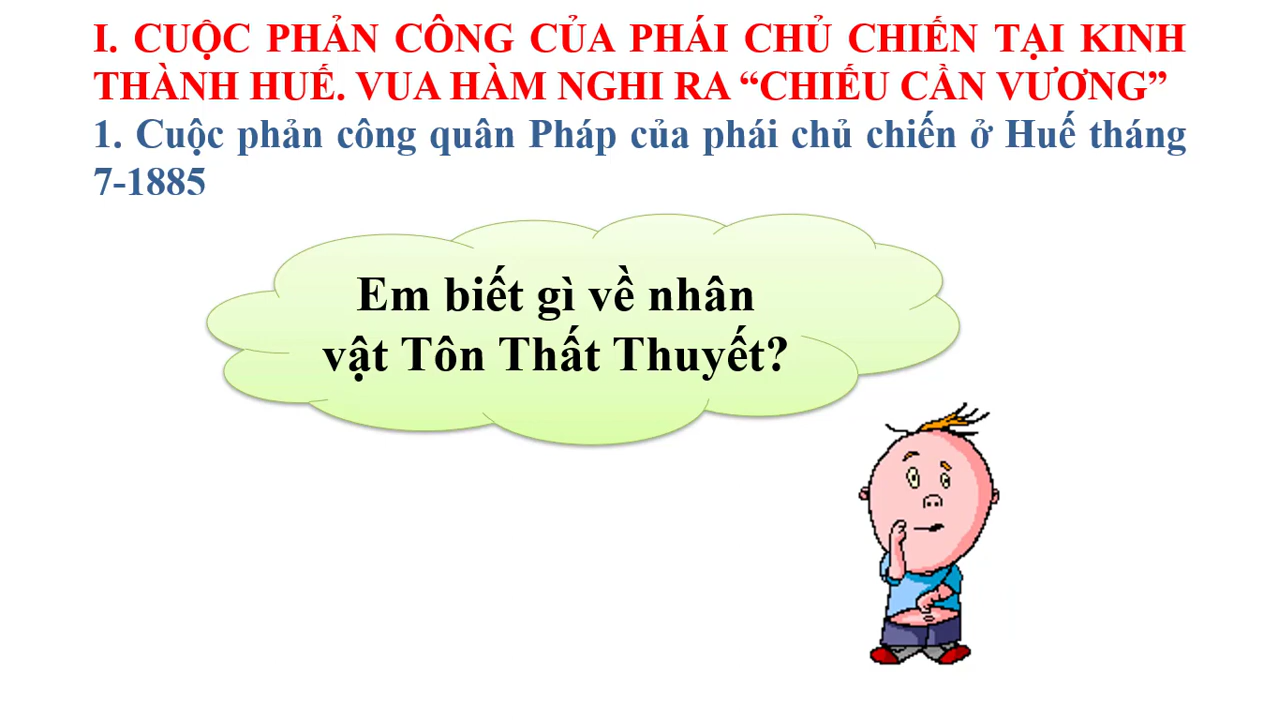 I. CUỘC PHẢN CÔNG CỦA PHÁI CHỦ CHIẾN TẠI KINH
THÀNH HUẾ. VUA HÀM NGHI RA “CHIẾU CẦN VƯƠNG”
1. Cuộc phản công quân Pháp của phái chủ chiến ở Huế tháng
7-1885
Em biết gì về nhân
vật Tôn Thất Thuyết?